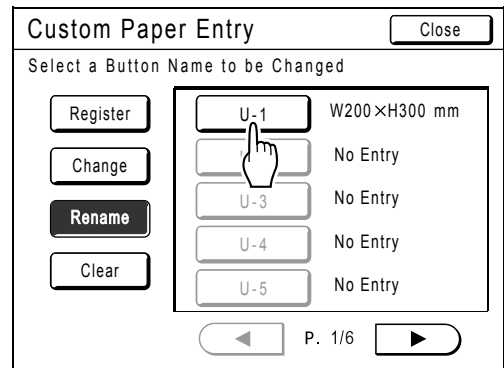 Custom Paper Entry
Close
Select a Button Name to be Changed
Register
Change
Rename
Clear
U-1 W200×H300 mm
No Entry
U-3 No Entry
U-4 No Entry
U-5 No Entry
P. 1/6